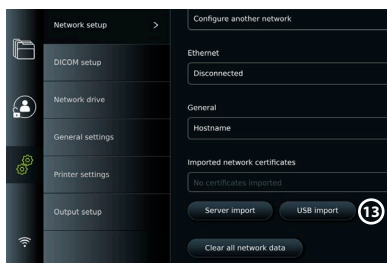 Network setup
DICOM setup
Network drive
General settings
Printer settings
Output setup
Configure another network
Ethernet
Disconnected
General
Hostname
Imported network certificates
No certificates imported
Server import
USB import
13
Clear all network data